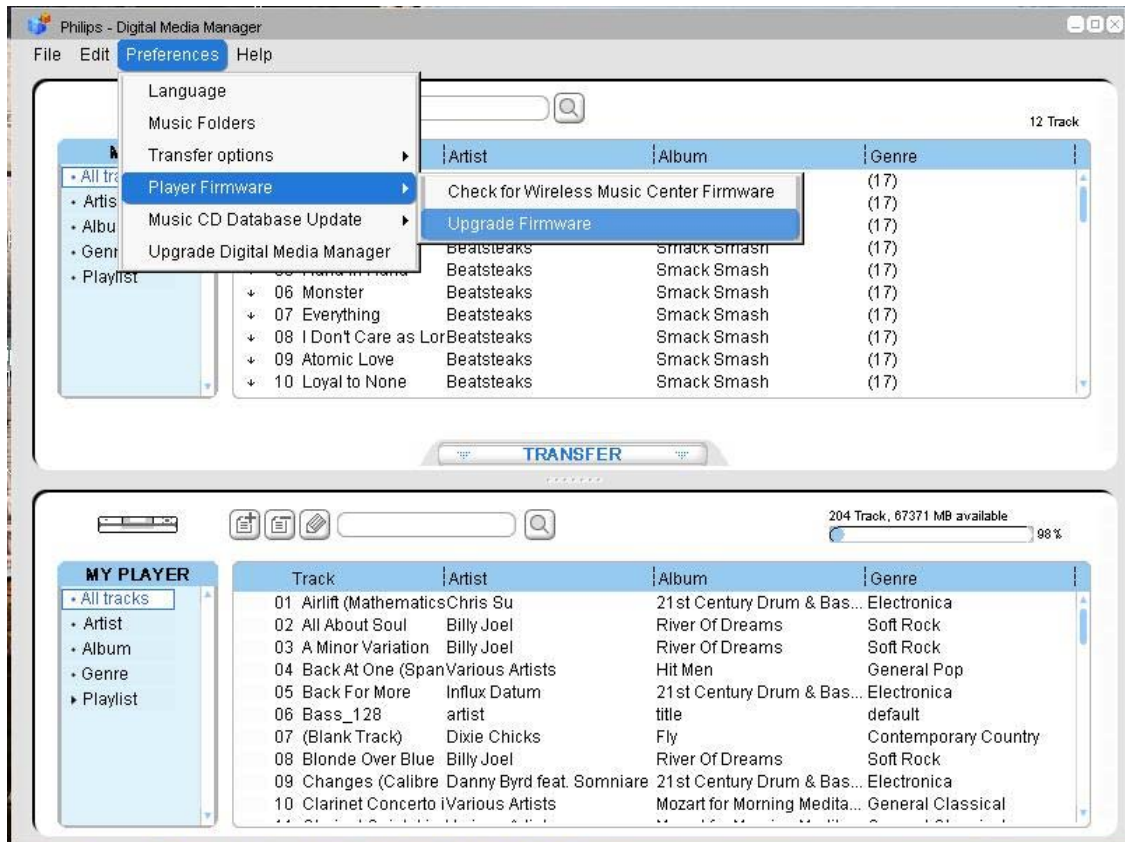 Philips - Digital Media Manager
File Edit Preferences Help
Language
Music Folders
Transfer options
Player Firmware
Music CD Database Update
Upgrade Digital Media Manager
Check for Wireless Music Center Firmware
Upgrade Firmware
12 Track
Artist Album Genre
• All tra
• Artis
• Albu
• Genr
• Playlist
(17)
(17)
(17)
Beatsteaks Smack Smash (17)
Beatsteaks Smack Smash (17)
06 Monster Beatsteaks Smack Smash (17)
07 Everything Beatsteaks Smack Smash (17)
08 I Don't Care as Lor Beatsteaks Smack Smash (17)
09 Atomic Love Beatsteaks Smack Smash (17)
10 Loyal to None Beatsteaks Smack Smash (17)
TRANSFER
204 Track, 67371 MB available
98%
MY PLAYER
• All tracks
• Artist
• Album
• Genre
Playlist
Track Artist Album Genre
01 Airlift (Mathematics Chris Su 21st Century Drum & Bas... Electronica
02 All About Soul Billy Joel River Of Dreams Soft Rock
03 A Minor Variation Billy Joel River Of Dreams Soft Rock
04 Back At One (Span Various Artists Hit Men General Pop
05 Back For More Influx Datum 21st Century Drum & Bas... Electronica
06 Bass_128 artist title default
07 (Blank Track) Dixie Chicks Fly Contemporary Country
08 Blonde Over Blue Billy Joel River Of Dreams Soft Rock
09 Changes (Calibre Danny Byrd feat. Somniare 21st Century Drum & Bas... Electronica
10 Clarinet Concerto i Various Artists Mozart for Morning Medita... General Classical